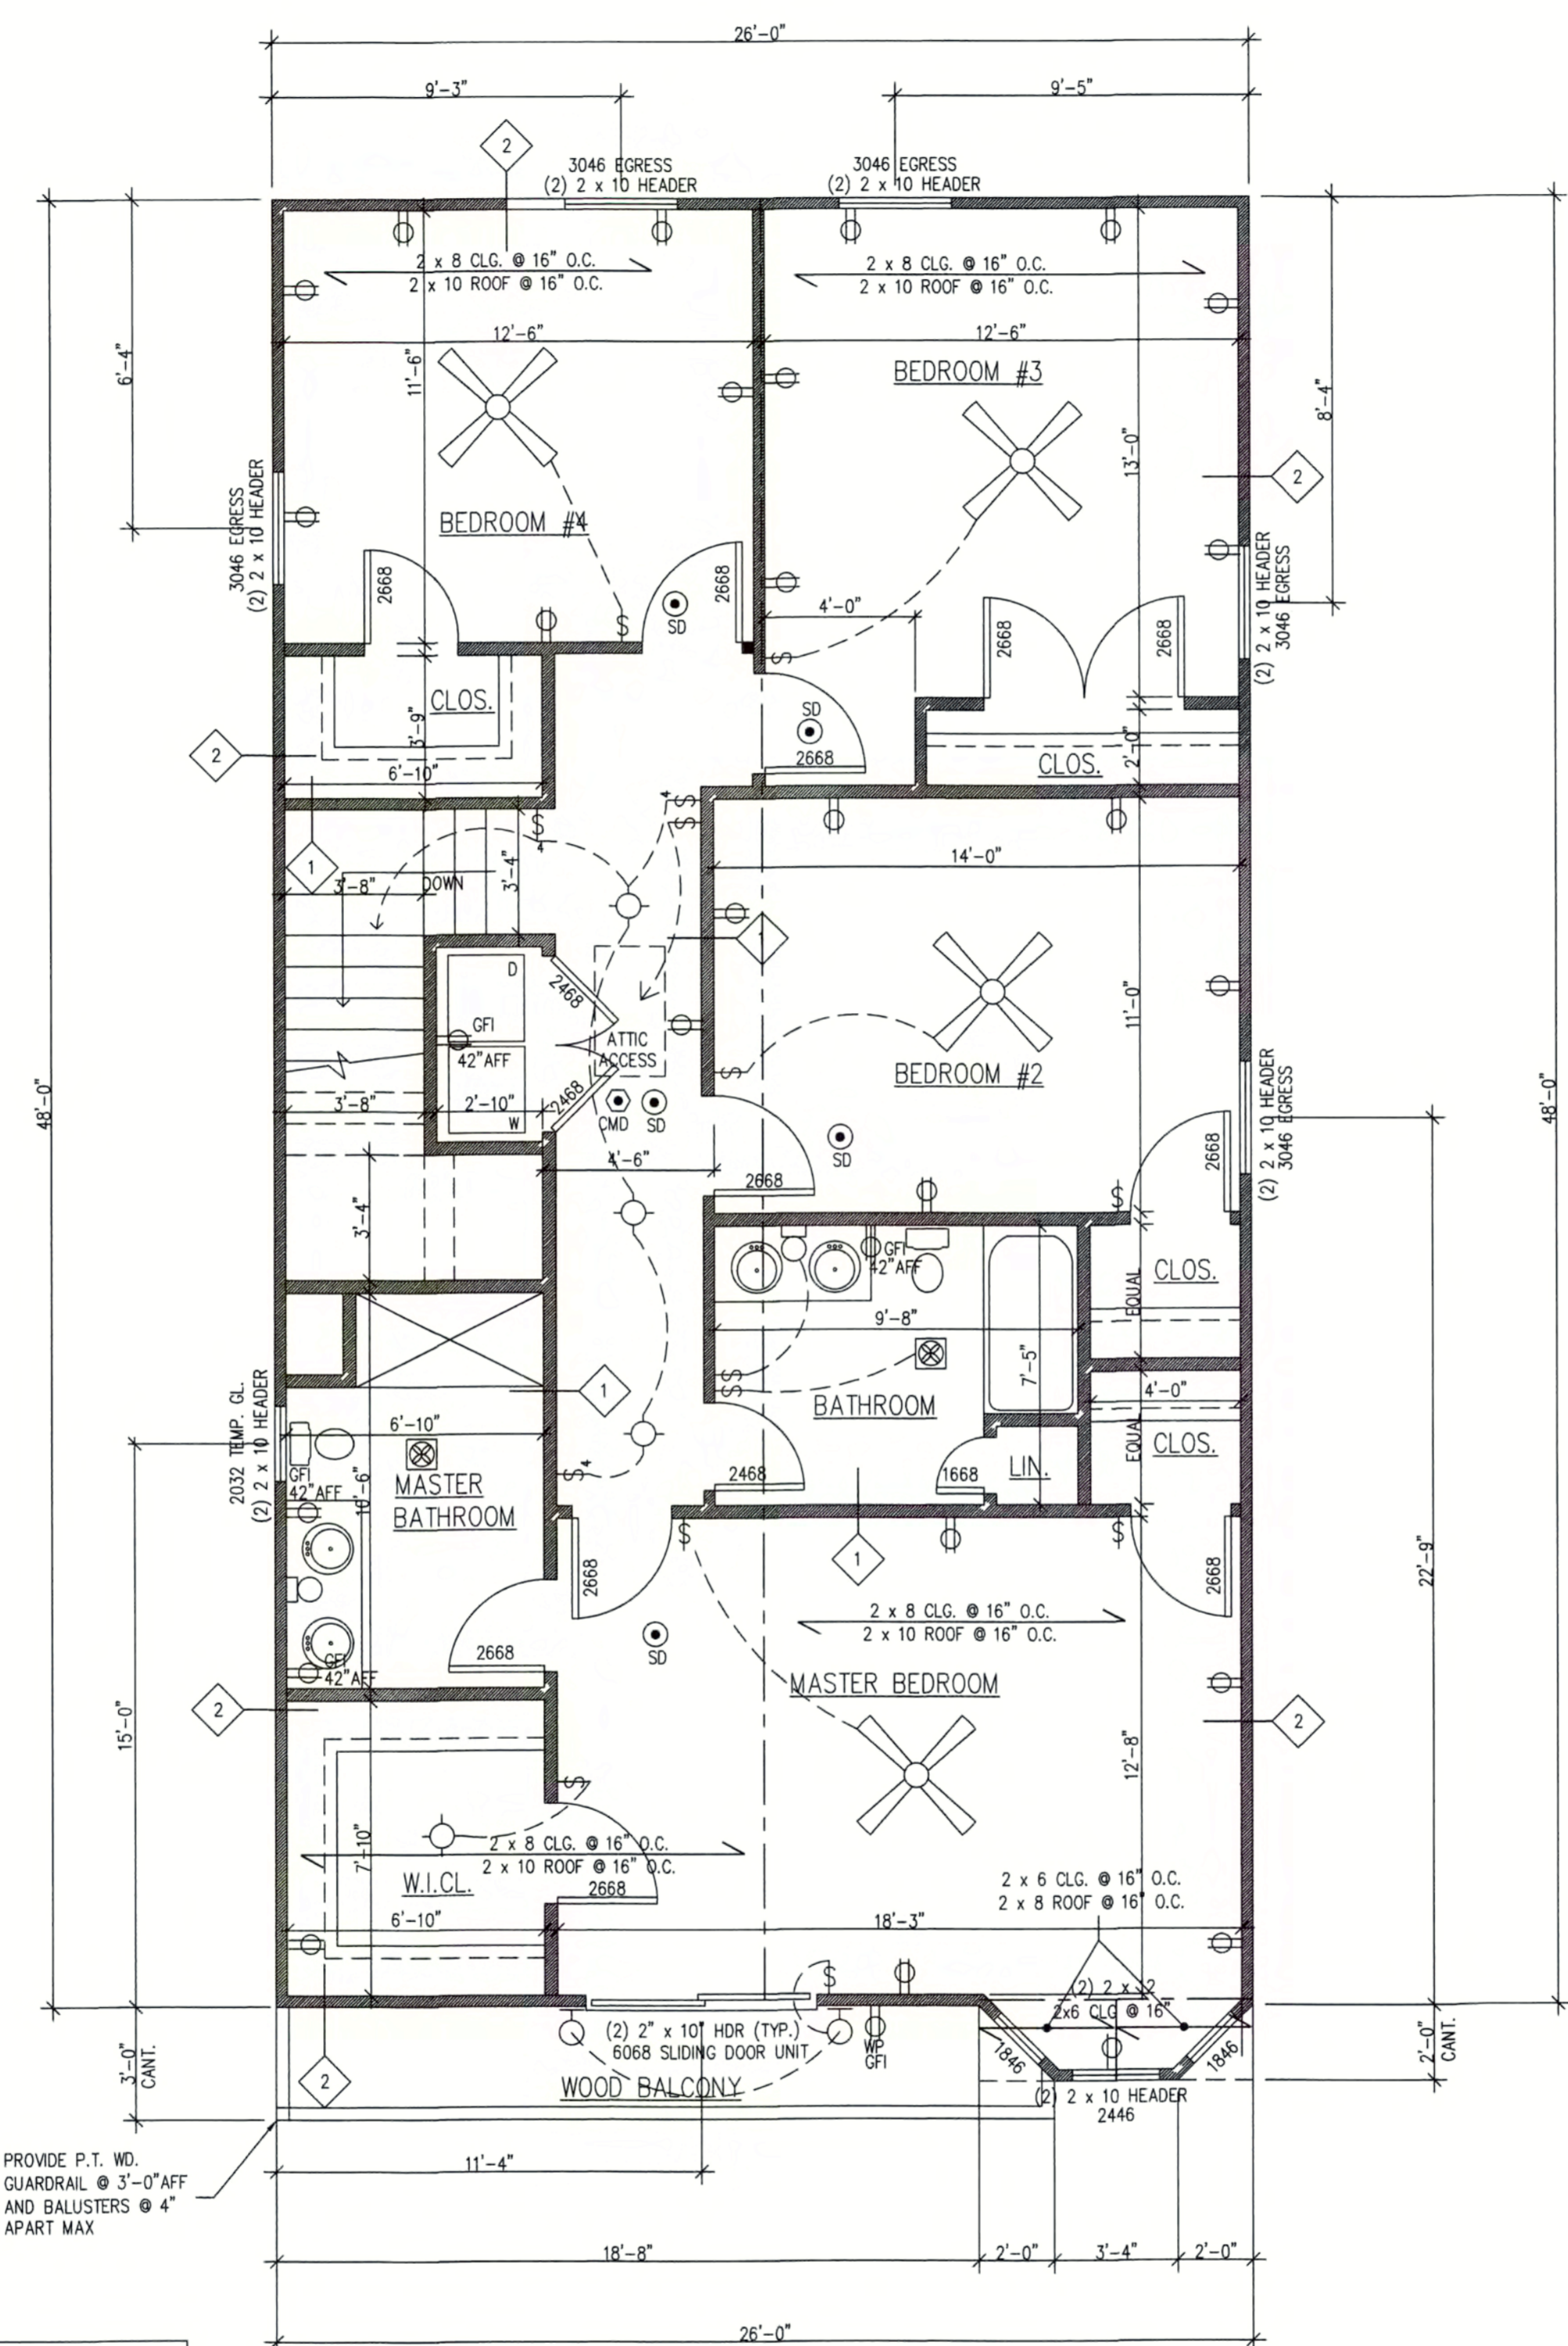 26'-0"
9'-3"
9'-5"
2
3046 EGRESS
(2) 2 x 10 HEADER
3046 EGRESS
(2) 2 x 10 HEADER
2 x 8 CLG. @ 16" O.C.
2 x 10 ROOF @ 16" O.C.
2 x 8 CLG. @ 16" O.C.
2 x 10 ROOF @ 16" O.C.
12'-6"
12'-6"
6'-4"
11'-6"
BEDROOM #3
8'-4"
13'-0"
2
BEDROOM #4
3046 EGRESS
(2) 2 x 10 HEADER
2668
2668
SD
S
4'-0"
2668
2668
(2) 2 x 10 HEADER
3046 EGRESS
S
CLOS.
3'-9"
2
6'-10"
SD
2668
CLOS.
2'-0"
S4
S
S4
1
3'-8"
DOWN
3'-4"
14'-0"
1
D
2468
GFI
42"AFF
ATTIC
ACCESS
11'-0"
BEDROOM #2
S
48'-0"
48'-0"
3'-8"
2'-10"
W
2468
CMD
SD
SD
(2) 2 x 10 HEADER
3046 EGRESS
2668
4'-6"
2668
S
3'-4"
GFI
42"AFF
CLOS.
EQUAL
9'-8"
7'-5"
SS
BATHROOM
4'-0"
2032 TEMP. GL.
(2) 2 x 10 HEADER
1
6'-10"
EQUAL
CLOS.
GFI
42"AFF
10'-6"
MASTER
BATHROOM
S4
2468
1668
LIN.
S
S
2668
1
2668
22'-9"
2 x 8 CLG. @ 16" O.C.
2 x 10 ROOF @ 16" O.C.
2668
SD
GFI
42"AFF
MASTER BEDROOM
2
2
15'-0"
12'-8"
S
7'-10"
2 x 8 CLG. @ 16" O.C.
2 x 10 ROOF @ 16" O.C.
W.I.CL.
2668
2 x 6 CLG. @ 16" O.C.
2 x 8 ROOF @ 16" O.C.
6'-10"
18'-3"
S
(2) 2 x 12
2x6 CLG @ 16"
(2) 2" x 10" HDR (TYP.)
6068 SLIDING DOOR UNIT
WP
GFI
1846
1846
2'-0"
CANT.
3'-0"
CANT.
2
WOOD BALCONY
(2) 2 x 10 HEADER
2446
PROVIDE P.T. WD.
GUARDRAIL @ 3'-0"AFF
AND BALUSTERS @ 4"
APART MAX
11'-4"
18'-8"
2'-0"
3'-4"
2'-0"
26'-0"